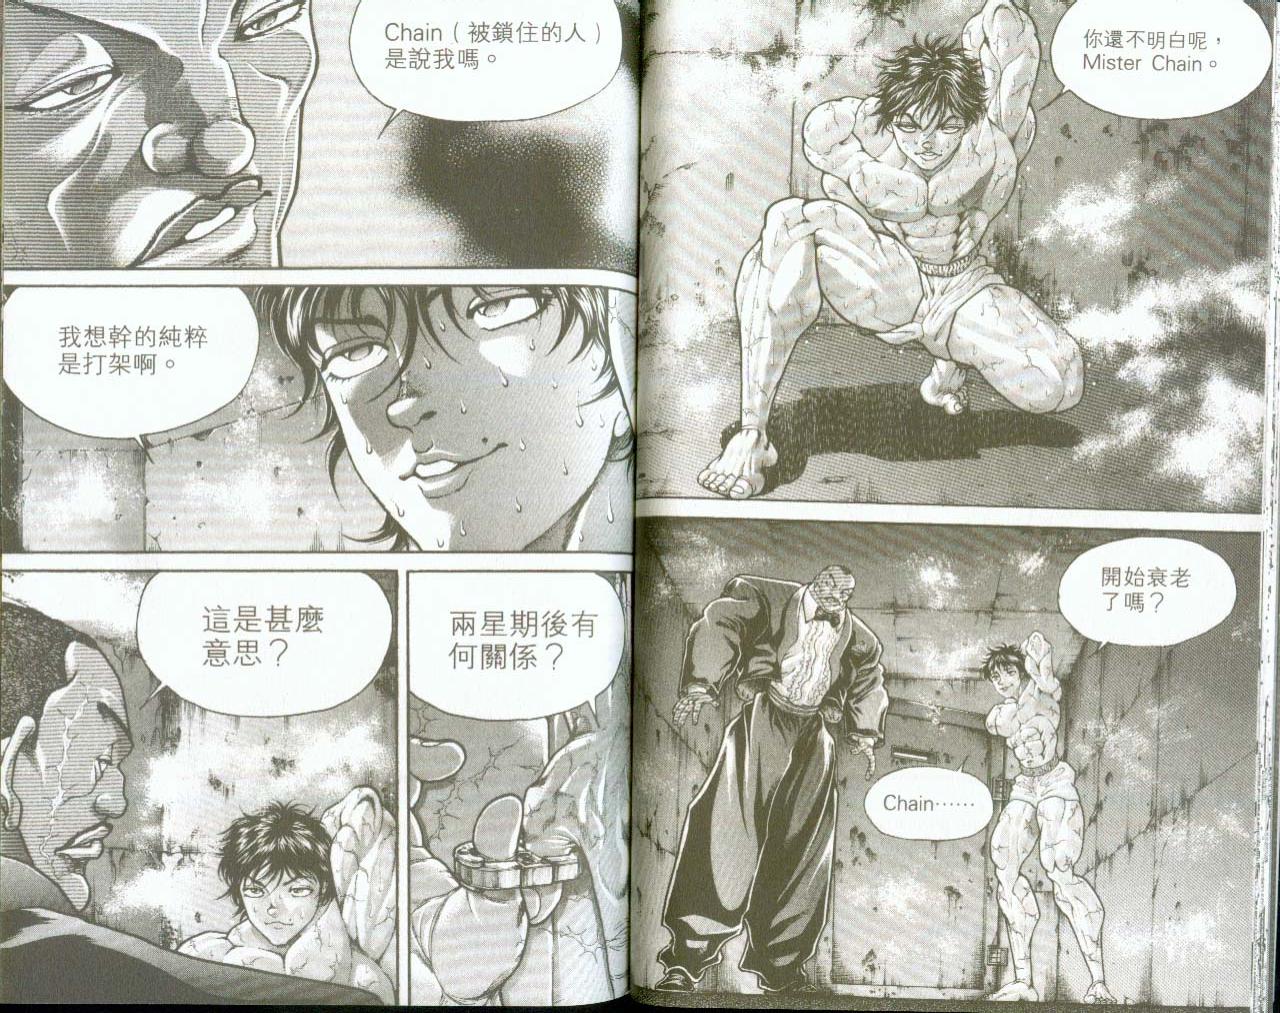 你還不明白呢，
Mister Chain。
開始衰老
了嗎？
Chain……
Chain（被鎖住的人）
是說我嗎。
我想幹的純粹
是打架啊。
兩星期後有
何關係？
這是甚麼
意思？